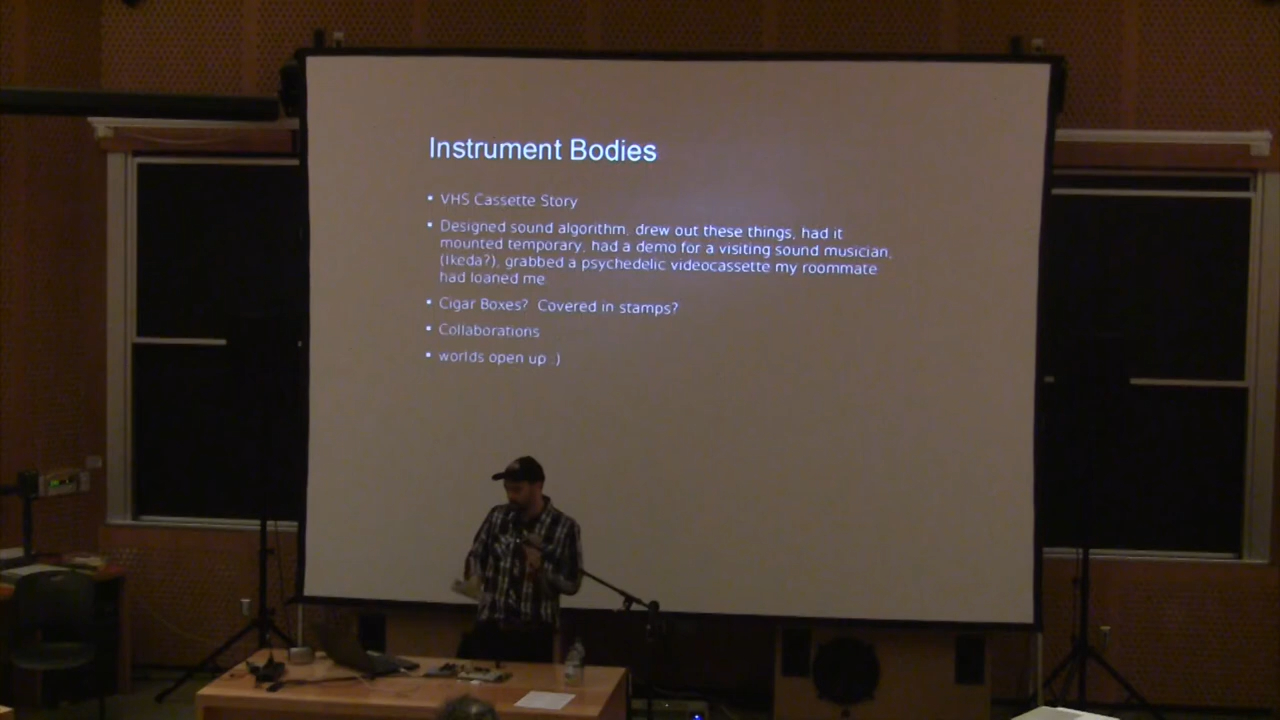 Instrument Bodies
VHS Cassette Story
Designed sound algorithm, drew out these things, had it
mounted temporary, had a demo for a visiting sound musician,
(Ikeda?), grabbed a psychedelic videocassette my roommate
had loaned me
Cigar Boxes? Covered in stamps?
Collaborations
worlds open up :)